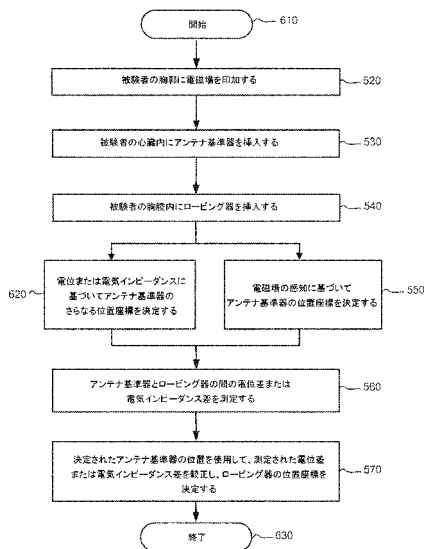 開始
610
被験者の胸郭に電磁場を印加する
520
被験者の心臓内にアンテナ基準器を挿入する
530
被験者の胸腔内にロービング器を挿入する
540
電位または電気インピーダンスに
基づいてアンテナ基準器の
さらなる位置座標を決定する
620
電磁場の感知に基づいて
アンテナ基準器の位置座標を決定する
550
アンテナ基準器とロービング器の間の電位差または
電気インピーダンス差を測定する
560
決定されたアンテナ基準器の位置を使用して、測定された電位差
または電気インピーダンス差を較正し、ロービング器の位置座標を
決定する
570
終了
630